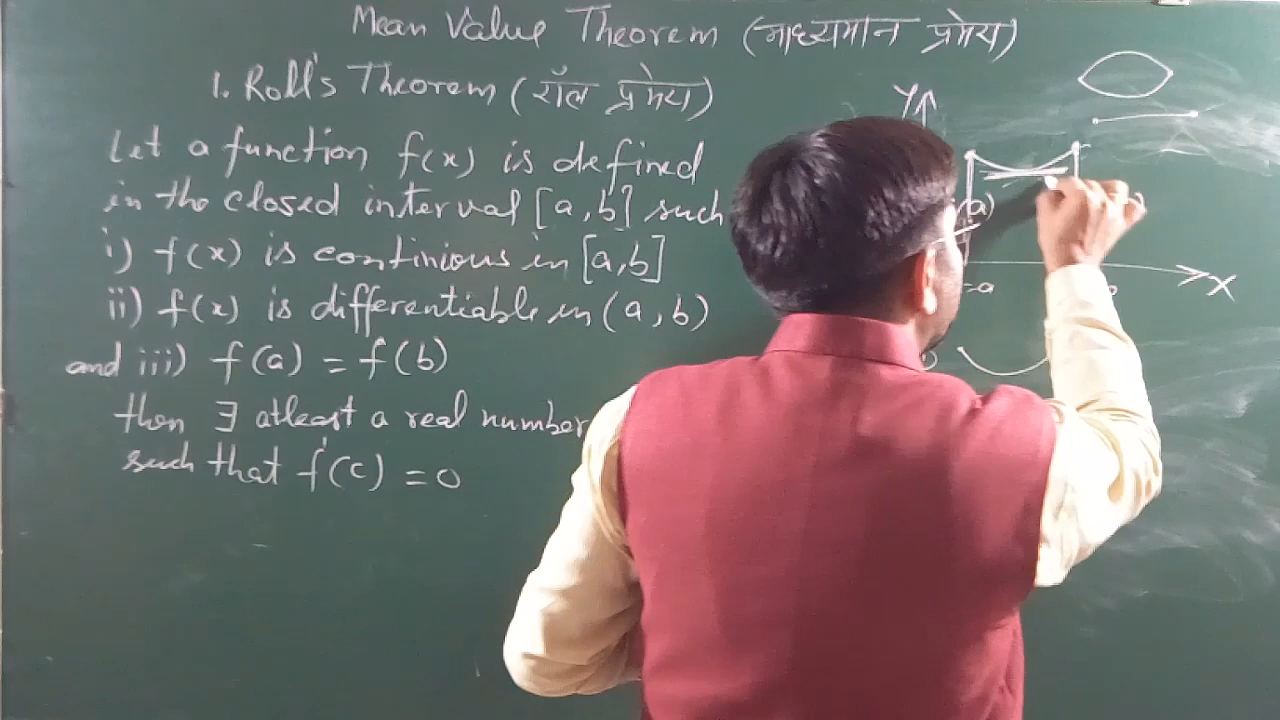 Mean Value Theorem (माध्यमान प्रमेय)
1. Roll's Theorem (रॉल प्रमेय)
Let a function f(x) is defined
in the closed interval [a,b] such
i) f(x) is continious in [a,b]
ii) f(x) is differentiable in (a,b)
and iii) f(a) = f(b)
then ∃ atleast a real number
such that f'(c) = 0
Y
a)
X